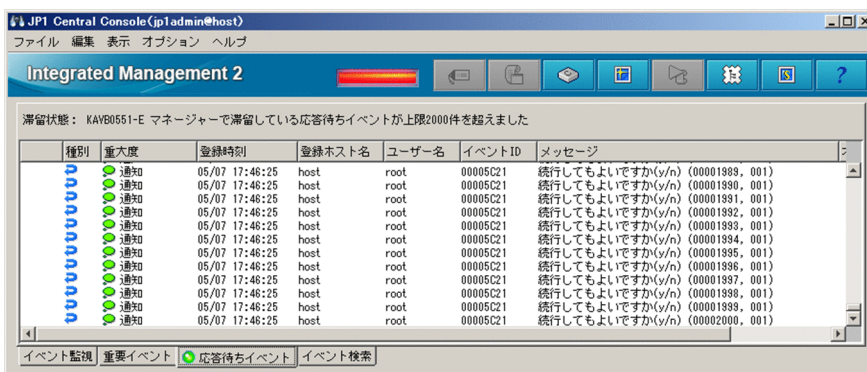 JP1 Central Console(jp1admin@host)
ファイル 編集 表示 オプション ヘルプ
Integrated Management 2
滞留状態： KAVB0551-E マネージャーで滞留している応答待ちイベントが上限2000件を超えました
種別 重大度 登録時刻 登録ホスト名 ユーザー名 イベントID メッセージ
通知 05/07 17:46:25 host root 00005C21 続行してもよいですか(y/n) (00001989, 001)
通知 05/07 17:46:25 host root 00005C21 続行してもよいですか(y/n) (00001990, 001)
通知 05/07 17:46:25 host root 00005C21 続行してもよいですか(y/n) (00001991, 001)
通知 05/07 17:46:25 host root 00005C21 続行してもよいですか(y/n) (00001992, 001)
通知 05/07 17:46:25 host root 00005C21 続行してもよいですか(y/n) (00001993, 001)
通知 05/07 17:46:25 host root 00005C21 続行してもよいですか(y/n) (00001994, 001)
通知 05/07 17:46:25 host root 00005C21 続行してもよいですか(y/n) (00001995, 001)
通知 05/07 17:46:25 host root 00005C21 続行してもよいですか(y/n) (00001996, 001)
通知 05/07 17:46:25 host root 00005C21 続行してもよいですか(y/n) (00001997, 001)
通知 05/07 17:46:25 host root 00005C21 続行してもよいですか(y/n) (00001998, 001)
通知 05/07 17:46:25 host root 00005C21 続行してもよいですか(y/n) (00001999, 001)
通知 05/07 17:46:25 host root 00005C21 続行してもよいですか(y/n) (00002000, 001)
イベント監視 重要イベント 応答待ちイベント イベント検索